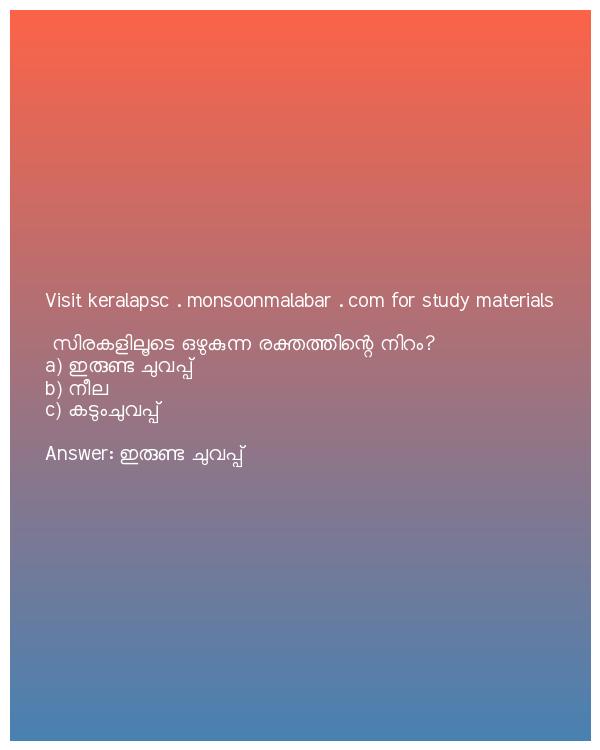 Visit keralapsc . monsoonmalabar . com for study materials
സിരകളിലൂടെ ഒഴുകുന്ന രക്തത്തിന്റെ നിറം?
a) ഇരുണ്ട ചുവപ്പ്
b) നീല
c) കടുംചുവപ്പ്
Answer: ഇരുണ്ട ചുവപ്പ്